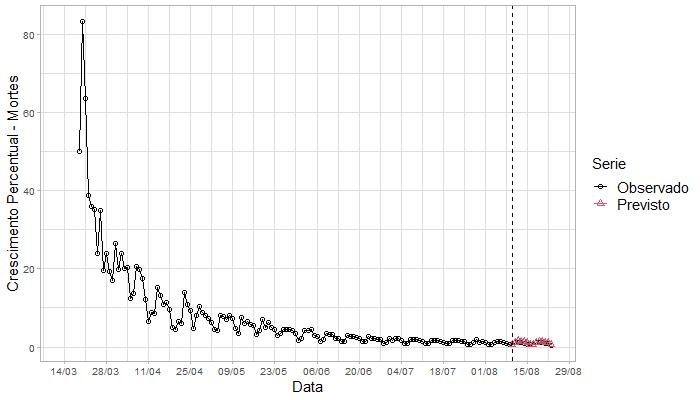 Crescimento Percentual - Mortes
80
60
40
20
0
14/03 28/03 11/04 25/04 09/05 23/05 06/06 20/06 04/07 18/07 01/08 15/08 29/08
Data
Serie
Observado
Previsto